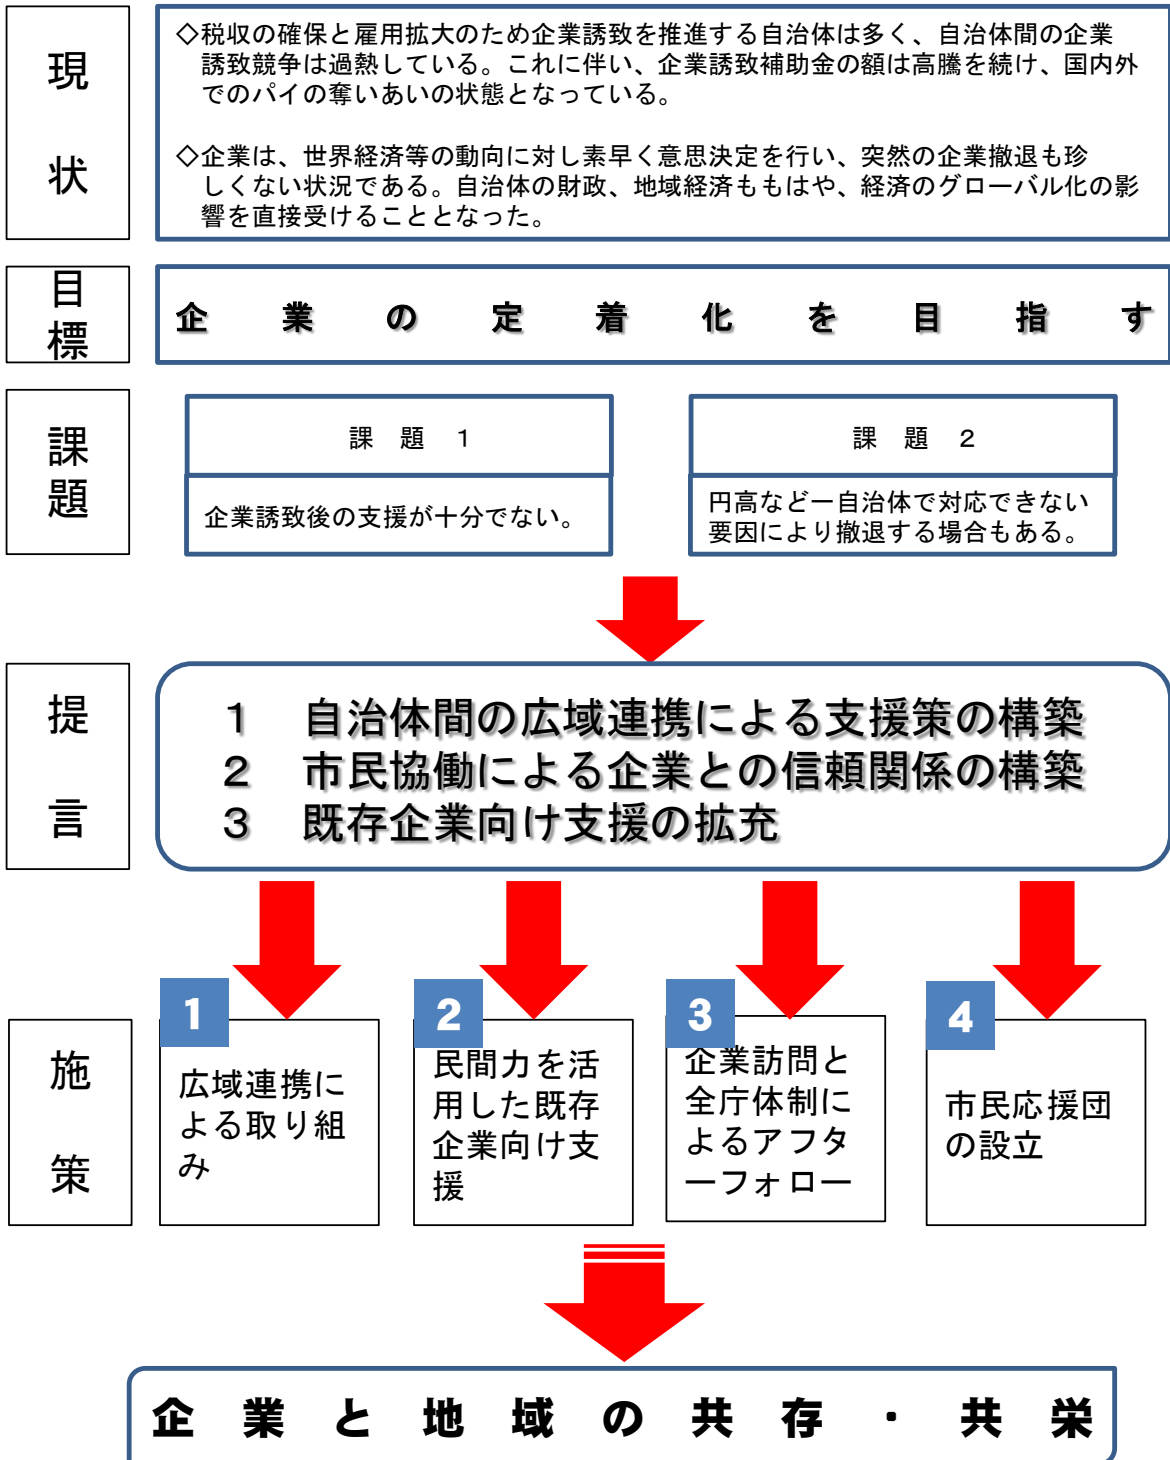 現状
◇税収の確保と雇用拡大のため企業誘致を推進する自治体は多く、自治体間の企業
誘致競争は過熱している。これに伴い、企業誘致補助金の額は高騰を続け、国内外
でのパイの奪いあいの状態となっている。
◇企業は、世界経済等の動向に対し素早く意思決定を行い、突然の企業撤退も珍
しくない状況である。自治体の財政、地域経済ももはや、経済のグローバル化の影
響を直接受けることとなった。
目標
企業の定着化を目指す
課題
課題1
企業誘致後の支援が十分でない。
課題2
円高など一自治体で対応できない
要因により撤退する場合もある。
提言
1 自治体間の広域連携による支援策の構築
2 市民協働による企業との信頼関係の構築
3 既存企業向け支援の拡充
施策
1
広域連携に
よる取り組
み
2
民間力を活
用した既存
企業向け支
援
3
企業訪問と
全庁体制に
よるアフタ
ーフォロー
4
市民応援団
の設立
企業と地域の共存・共栄